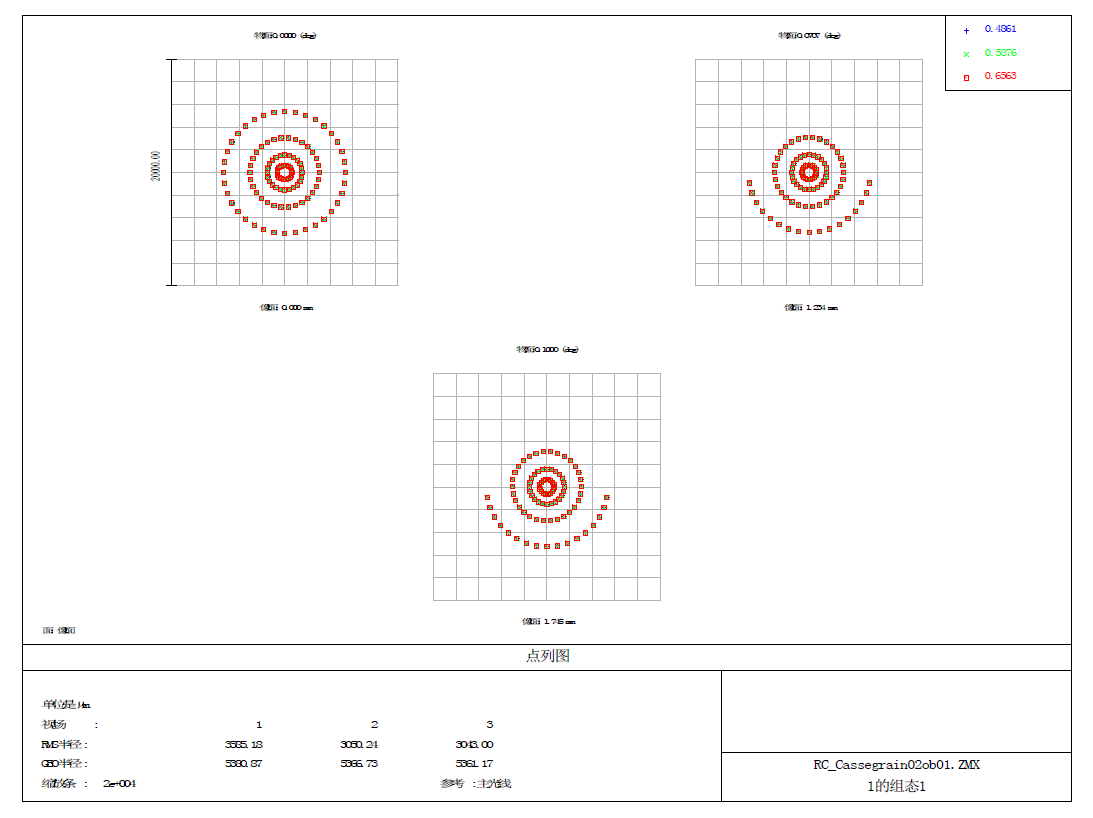 物面: 0.0000 (deg)
物面: 0.0707 (deg)
0.4861
0.5876
0.6563
20000.00
像面: 0.000 mm
像面: 1.234 mm
物面: 0.1000 (deg)
像面: 1.745 mm
面: 像面
点列图
单位是 µm.
视场 : 1 2 3
RMS半径 : 3585.18 3050.24 3043.00
GEO半径 : 5380.87 5366.73 5361.17
缩放条 : 2e+004 参考 : 主光线
RC_Cassegrain02ob01.ZMX
1的组态1